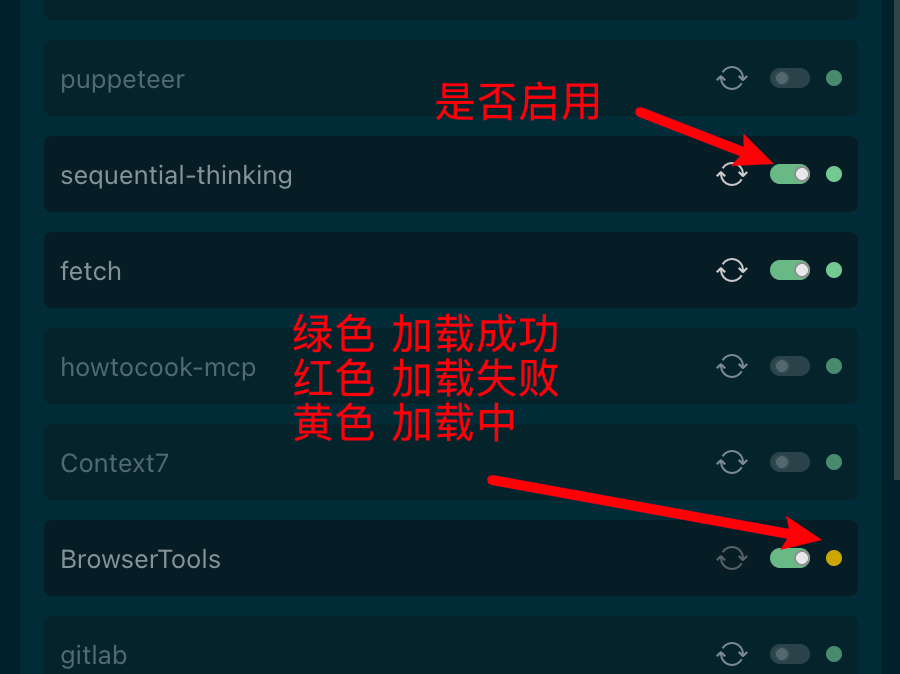 puppeteer
是否启用
sequential-thinking
fetch
绿色 加载成功
howtocook-mcp
红色 加载失败
黄色 加载中
Context7
BrowserTools
gitlab